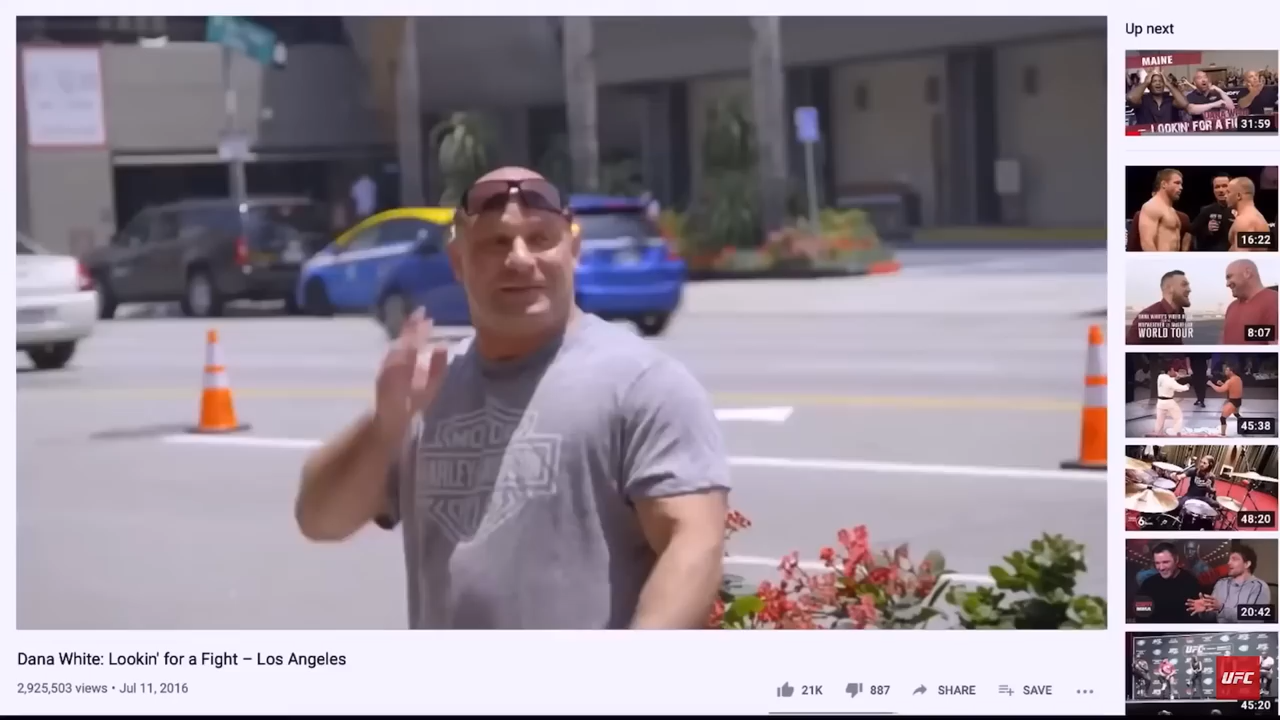 HARLEY
Dana White: Lookin' for a Fight – Los Angeles
2,925,503 views • Jul 11, 2016
21K
887
SHARE
SAVE
Up next
MAINE
LOOKIN' FOR A FI
31:59
16:22
WORLD TOUR
8:07
45:38
48:20
20:42
UFC
UFC
45:20